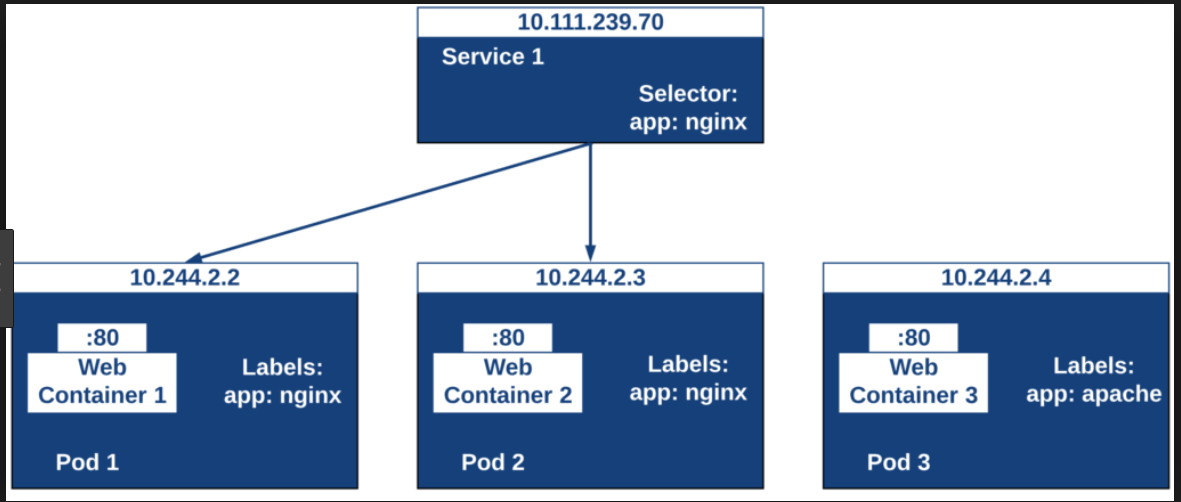 10.111.239.70
Service 1
Selector:
app: nginx
10.244.2.2
:80
Web
Container 1
Labels:
app: nginx
Pod 1
10.244.2.3
:80
Web
Container 2
Labels:
app: nginx
Pod 2
10.244.2.4
:80
Web
Container 3
Labels:
app: apache
Pod 3